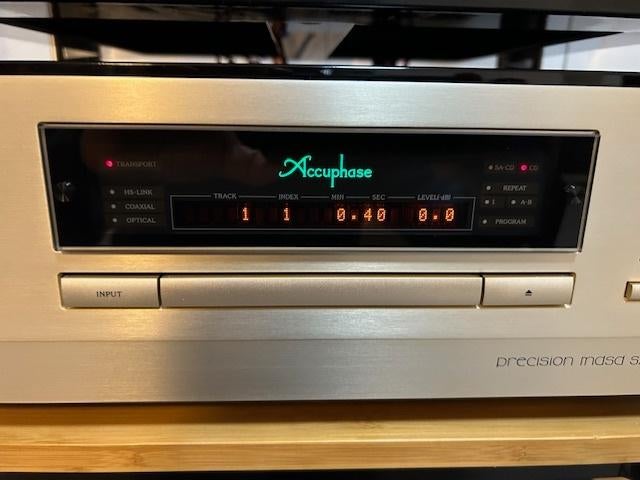 Accuphase
TRANSPORT
HS-LINK
COAXIAL
OPTICAL
TRACK INDEX MIN SEC LEVEL(-dB)
1 1 0.40 0.0
SA-CD CD
REPEAT
1 A-B
PROGRAM
INPUT
precision mdsd